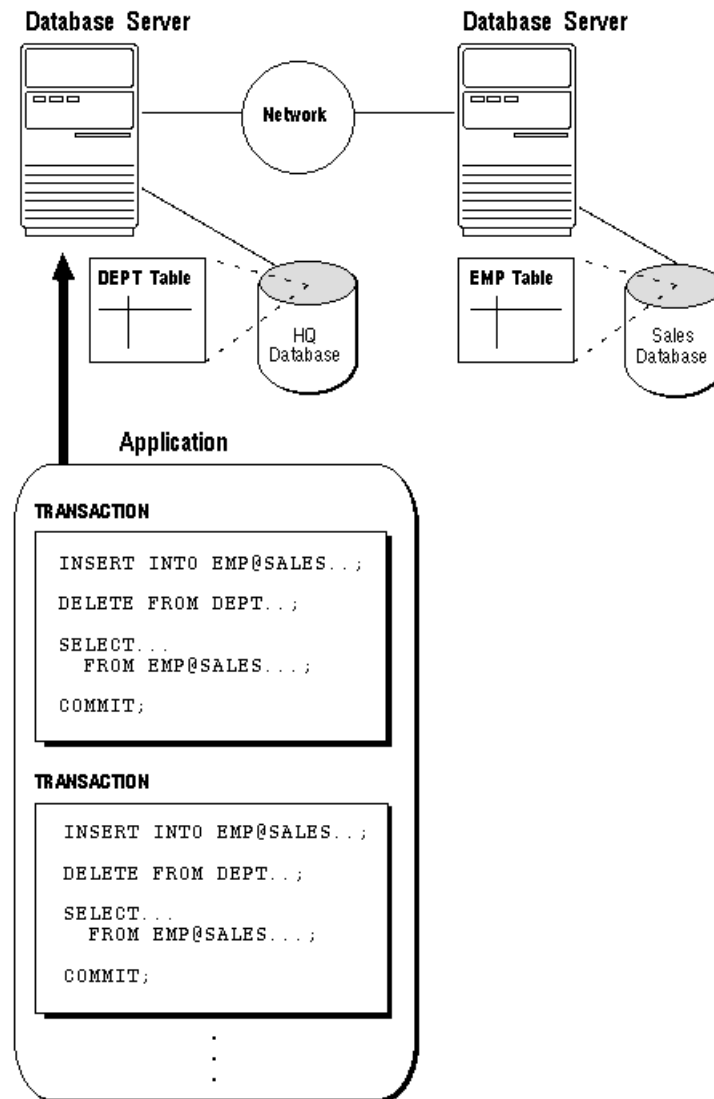 Database Server
Database Server
Network
DEPT Table
HQ
Database
EMP Table
Sales
Database
Application
TRANSACTION
INSERT INTO EMP@SALES..;
DELETE FROM DEPT..;
SELECT...
FROM EMP@SALES...;
COMMIT;
TRANSACTION
INSERT INTO EMP@SALES..;
DELETE FROM DEPT..;
SELECT...
FROM EMP@SALES...;
COMMIT;
.
.
.